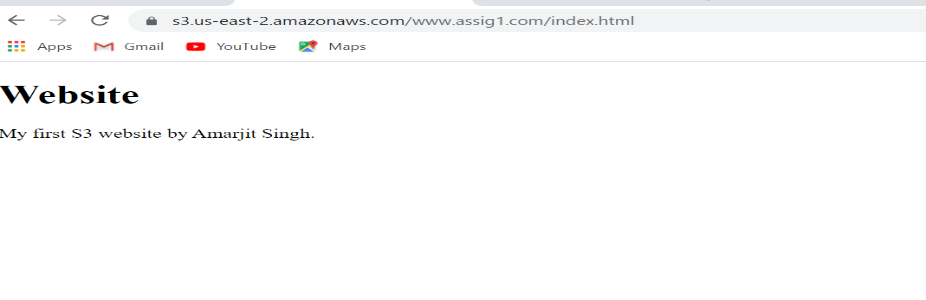 s3.us-east-2.amazonaws.com/www.assig1.com/index.html
Apps Gmail YouTube Maps
Website
My first S3 website by Amarjit Singh.